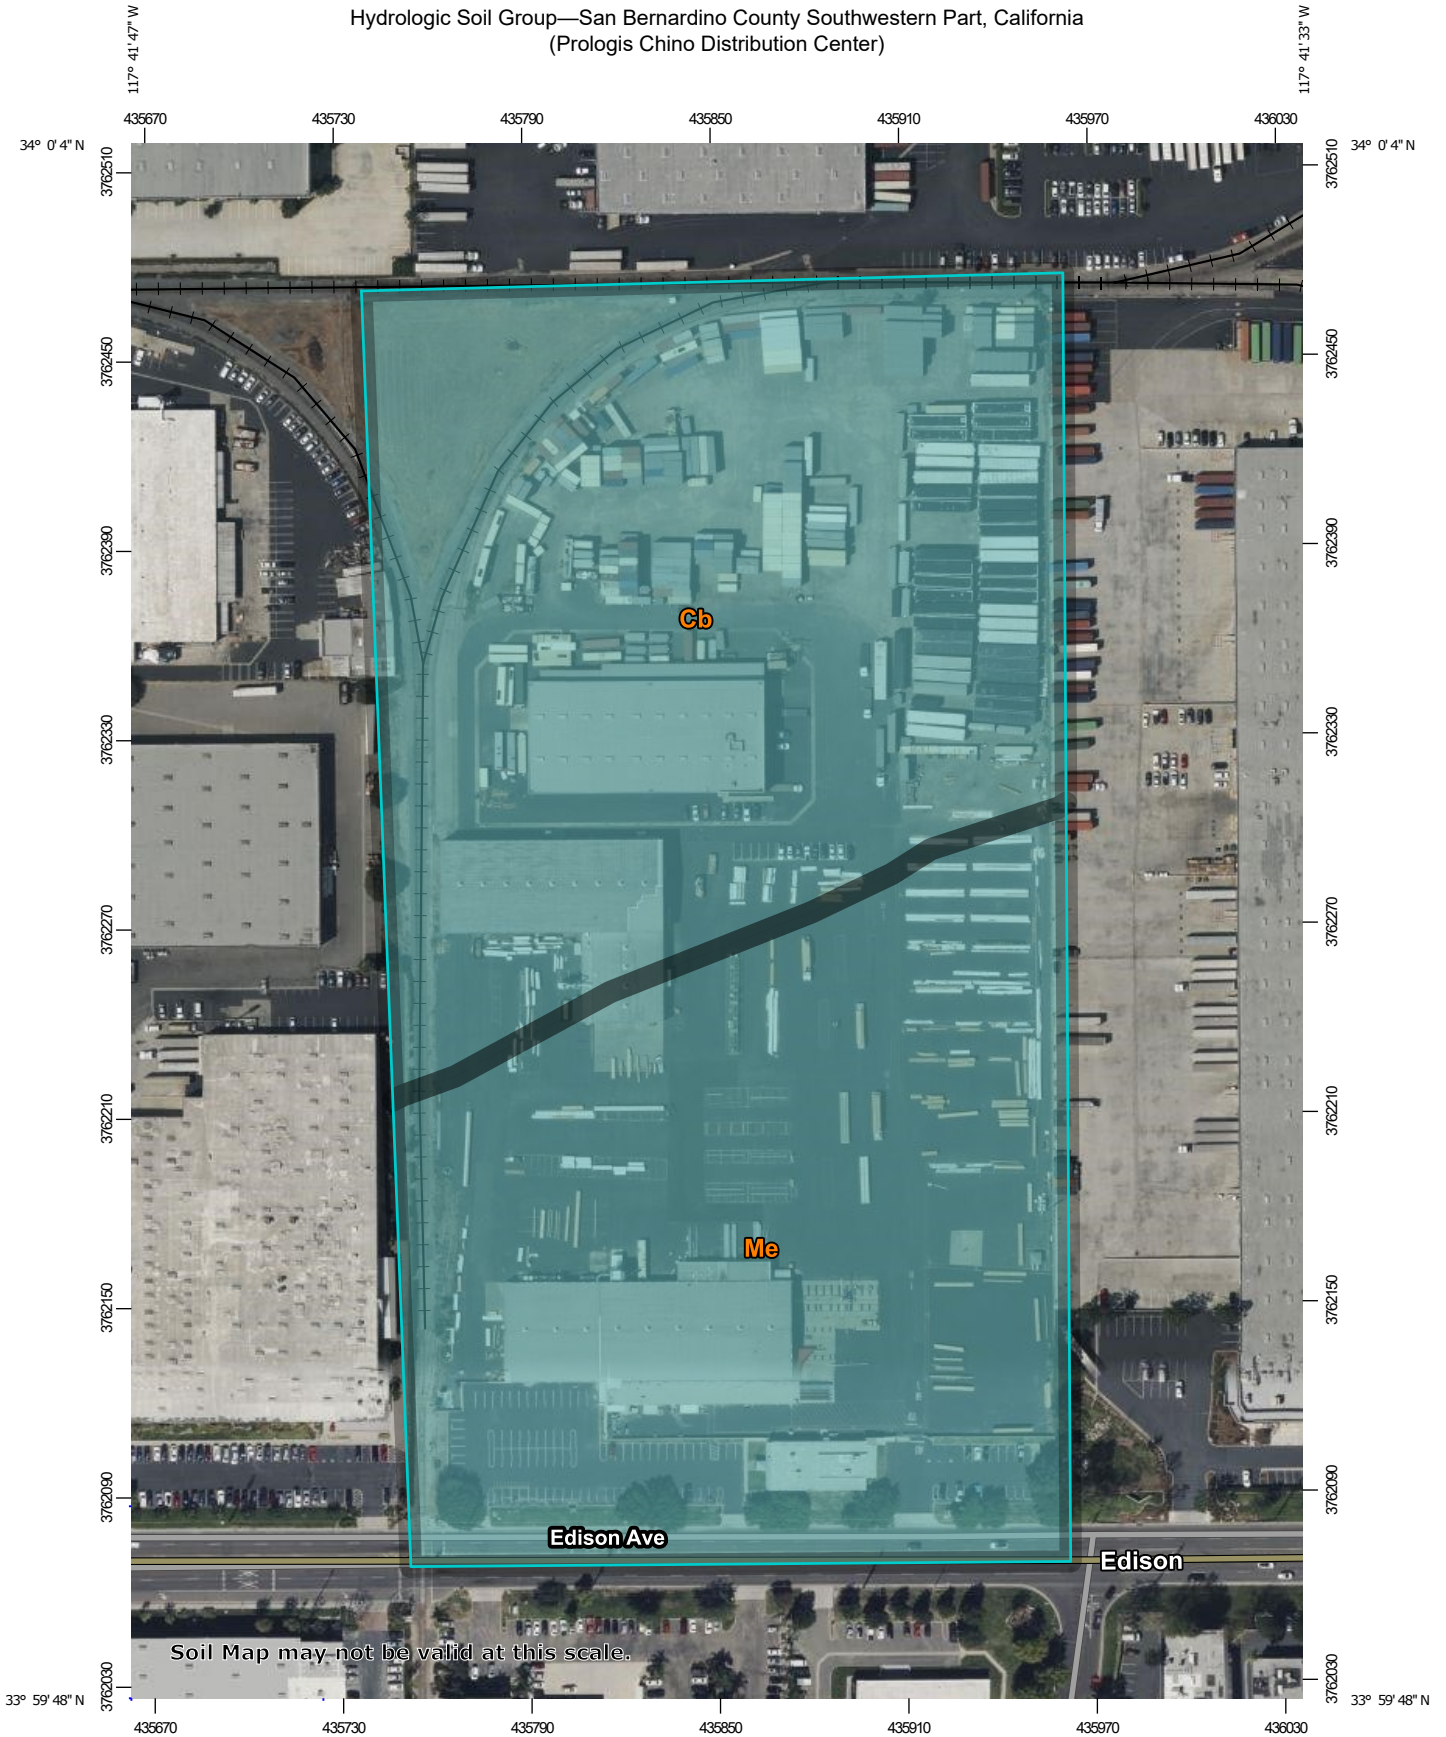 Hydrologic Soil Group—San Bernardino County Southwestern Part, California
(Prologis Chino Distribution Center)
117° 41' 47" W
117° 41' 33" W
435670 435730 435790 435850 435910 435970 436030
34° 0' 4" N
34° 0' 4" N
3762510
3762510
3762450
3762450
3762390
3762390
Cb
3762330
3762330
3762270
3762270
3762210
3762210
Me
3762150
3762150
3762090
3762090
Edison Ave
Edison
Soil Map may not be valid at this scale.
3762030
3762030
33° 59' 48" N
33° 59' 48" N
435670 435730 435790 435850 435910 435970 436030